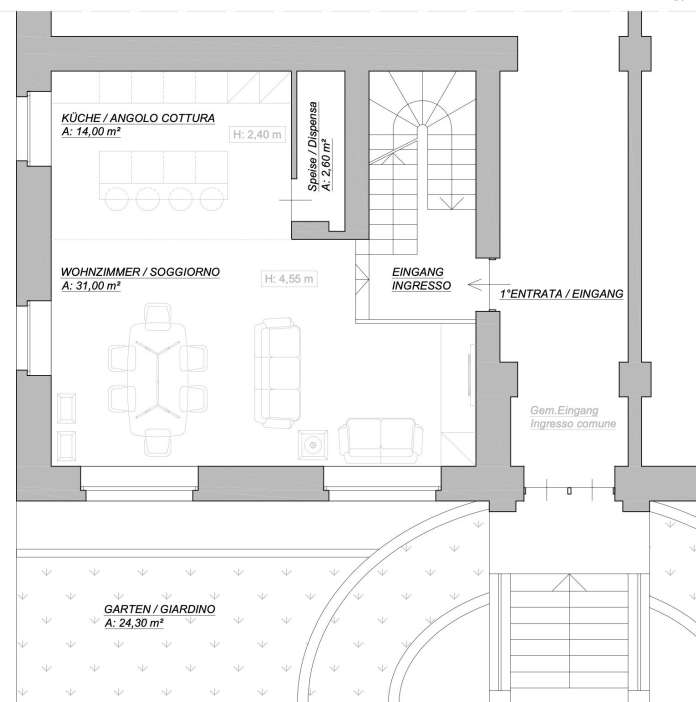 KÜCHE / ANGOLO COTTURA
A: 14,00 m²
H: 2,40 m
Speise / Dispensa
A: 2,60 m²
WOHNZIMMER / SOGGIORNO
A: 31,00 m²
H: 4,55 m
EINGANG
INGRESSO
1°ENTRATA / EINGANG
Gem.Eingang
Ingresso comune
GARTEN / GIARDINO
A: 24,30 m²